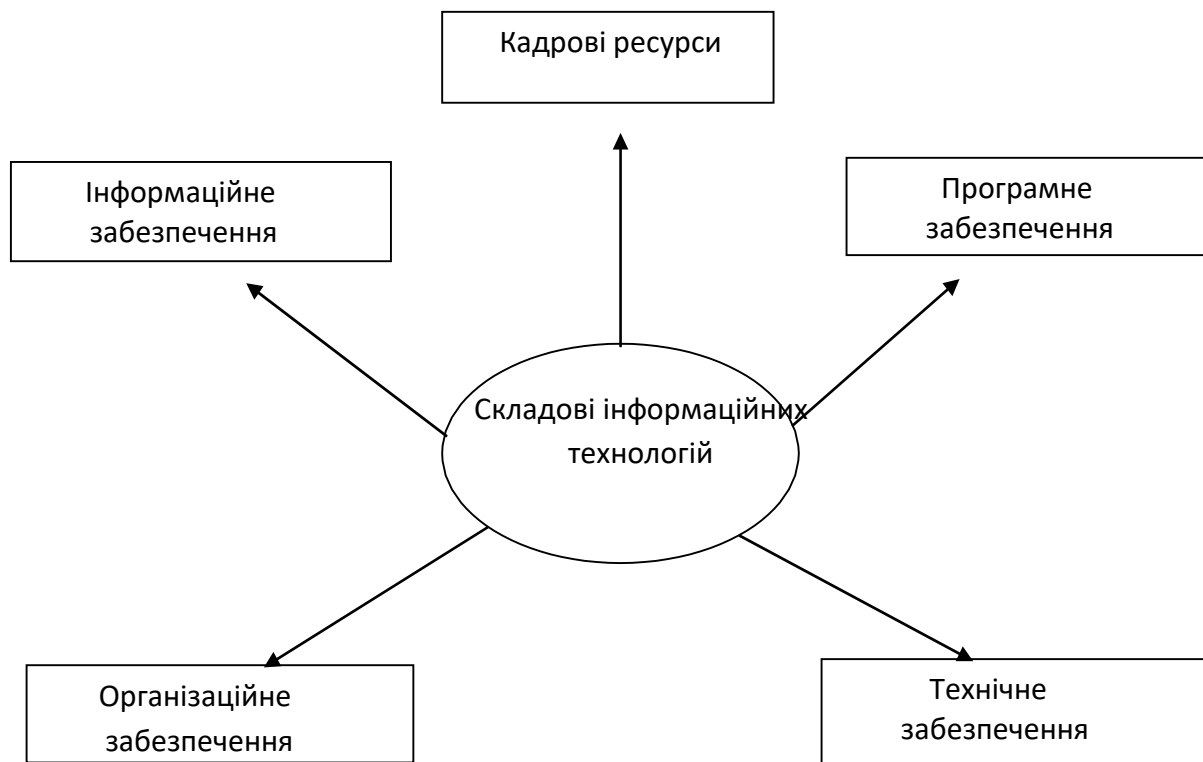 Кадрові ресурси
Інформаційне
забезпечення
Програмне
забезпечення
Складові інформаційних
технологій
Організаційне
забезпечення
Технічне
забезпечення